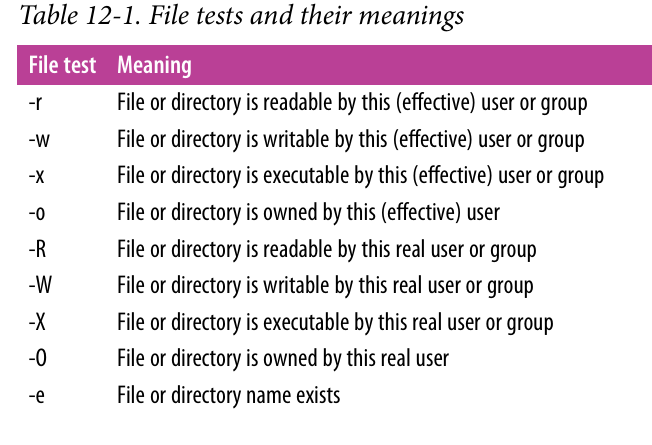 Table 12-1. File tests and their meanings
File test Meaning
-r File or directory is readable by this (effective) user or group
-w File or directory is writable by this (effective) user or group
-x File or directory is executable by this (effective) user or group
-o File or directory is owned by this (effective) user
-R File or directory is readable by this real user or group
-W File or directory is writable by this real user or group
-X File or directory is executable by this real user or group
-O File or directory is owned by this real user
-e File or directory name exists